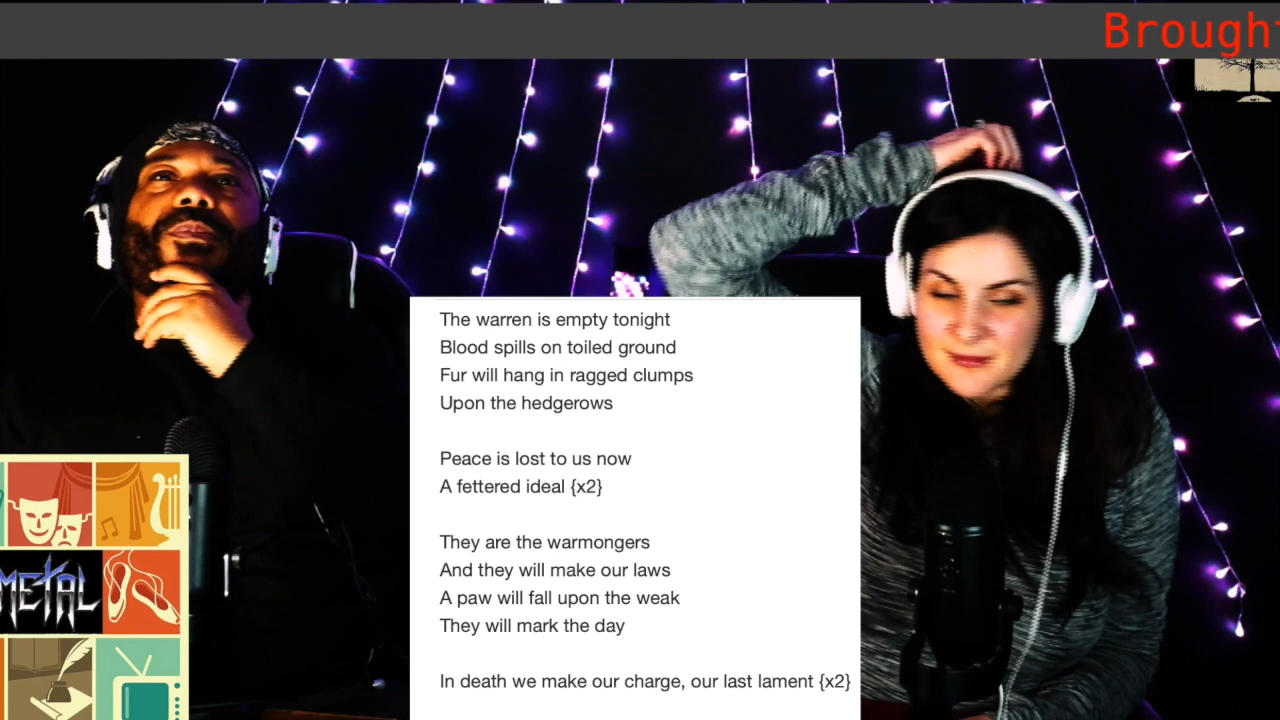 Brough
The warren is empty tonight
Blood spills on toiled ground
Fur will hang in ragged clumps
Upon the hedgerows
Peace is lost to us now
A fettered ideal {x2}
They are the warmongers
And they will make our laws
A paw will fall upon the weak
They will mark the day
In death we make our charge, our last lament {x2}
METAL